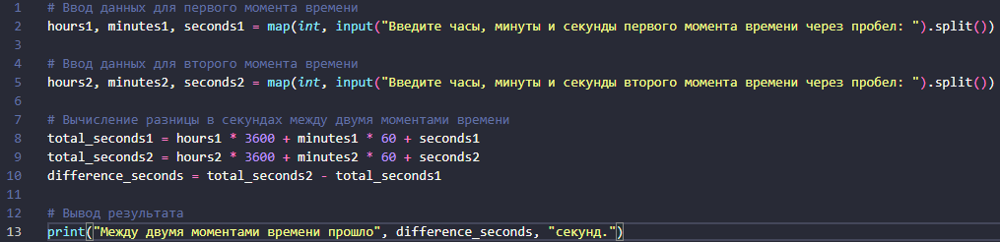 1 # Ввод данных для первого момента времени
2 hours1, minutes1, seconds1 = map(int, input("Введите часы, минуты и секунды первого момента времени через пробел: ").split())
3
4 # Ввод данных для второго момента времени
5 hours2, minutes2, seconds2 = map(int, input("Введите часы, минуты и секунды второго момента времени через пробел: ").split())
6
7 # Вычисление разницы в секундах между двумя моментами времени
8 total_seconds1 = hours1 * 3600 + minutes1 * 60 + seconds1
9 total_seconds2 = hours2 * 3600 + minutes2 * 60 + seconds2
10 difference_seconds = total_seconds2 - total_seconds1
11
12 # Вывод результата
13 print("Между двумя моментами времени прошло", difference_seconds, "секунд.")